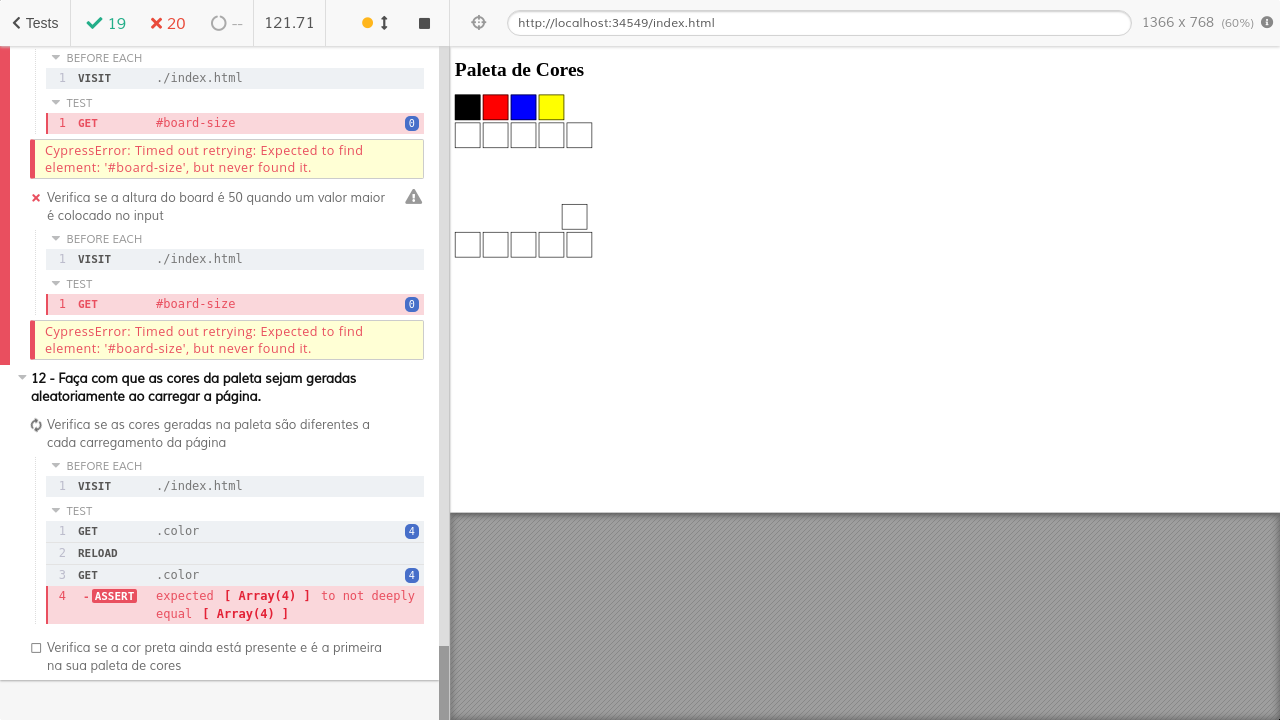 Tests
19
20
--
121.71
http://localhost:34549/index.html
1366 x 768 (60%)
BEFORE EACH
1 VISIT ./index.html
TEST
1 GET #board-size 0
CypressError: Timed out retrying: Expected to find
element: '#board-size', but never found it.
Verifica se a altura do board é 50 quando um valor maior
é colocado no input
BEFORE EACH
1 VISIT ./index.html
TEST
1 GET #board-size 0
CypressError: Timed out retrying: Expected to find
element: '#board-size', but never found it.
12 - Faça com que as cores da paleta sejam geradas
aleatoriamente ao carregar a página.
Verifica se as cores geradas na paleta são diferentes a
cada carregamento da página
BEFORE EACH
1 VISIT ./index.html
TEST
1 GET .color 4
2 RELOAD
3 GET .color 4
4 -ASSERT expected [ Array(4) ] to not deeply
equal [ Array(4) ]
Verifica se a cor preta ainda está presente e é a primeira
na sua paleta de cores
Paleta de Cores